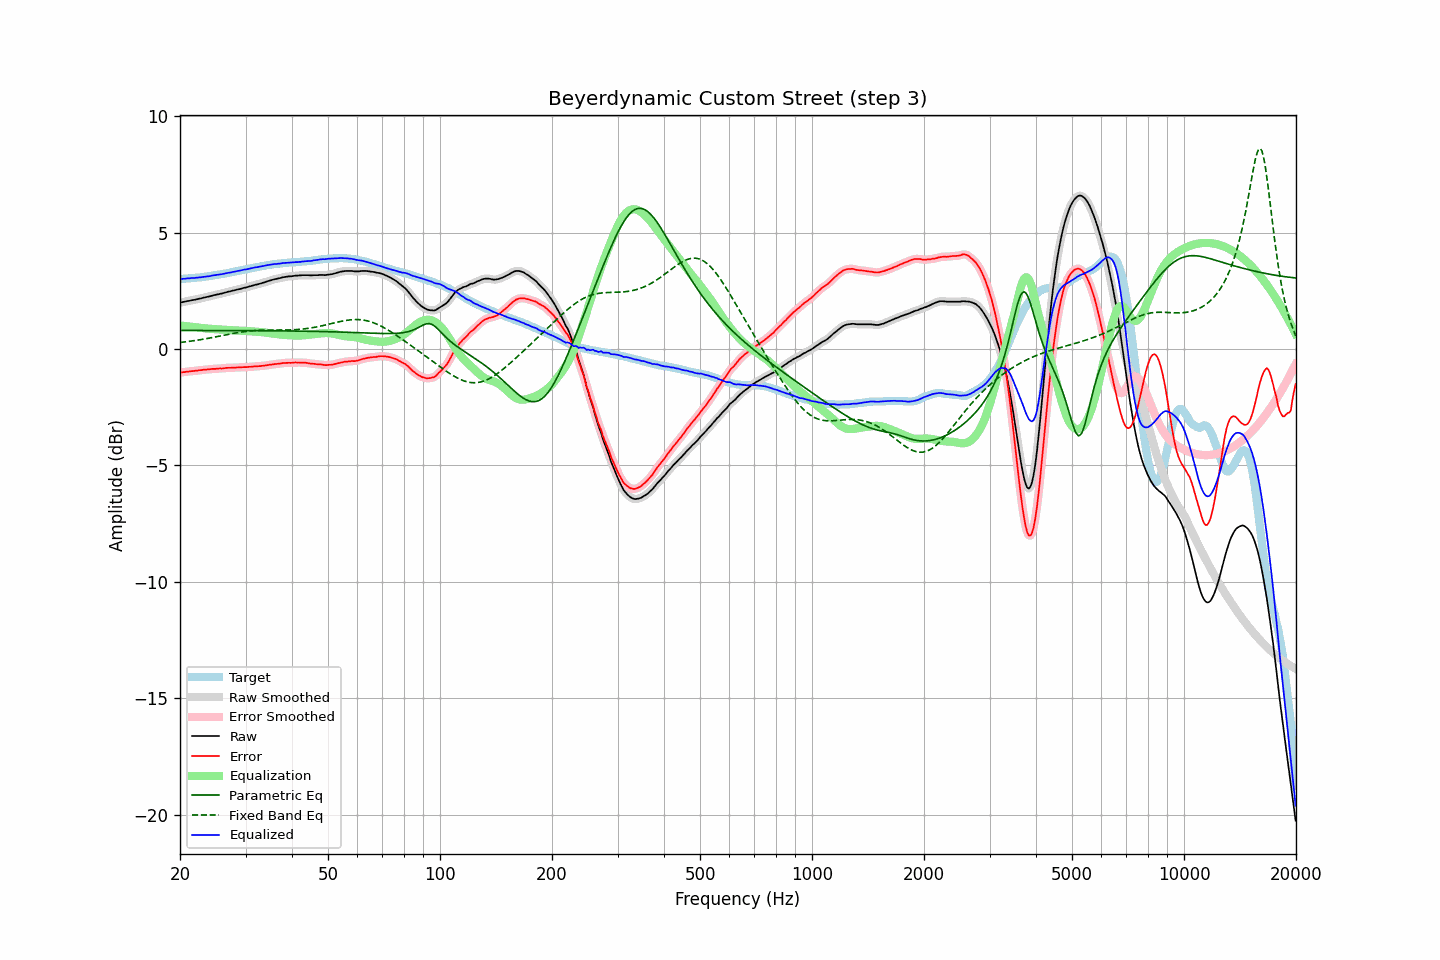 Beyerdynamic Custom Street (step 3)
10
5
0
−5
−10
−15
−20
Amplitude (dBr)
Target
Raw Smoothed
Error Smoothed
Raw
Error
Equalization
Parametric Eq
Fixed Band Eq
Equalized
20 50 100 200 500 1000 2000 5000 10000 20000
Frequency (Hz)